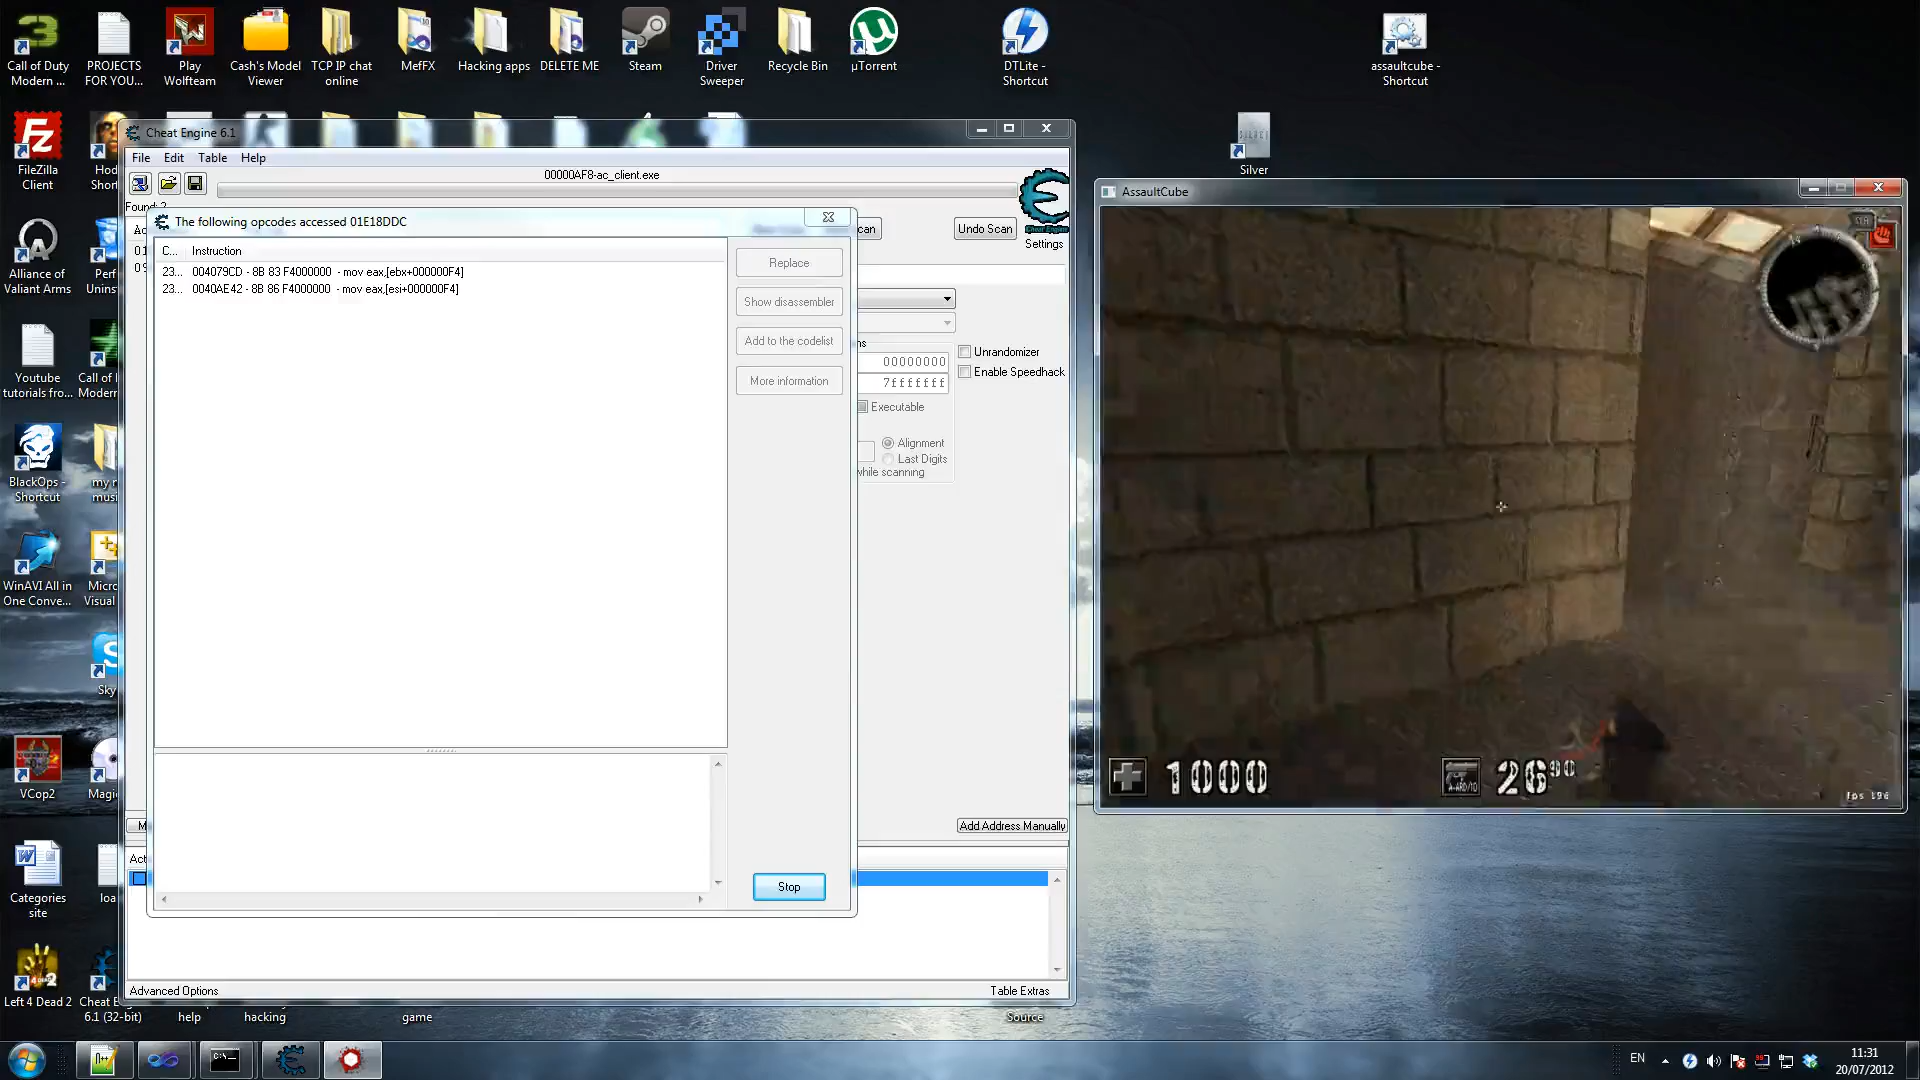 Call of Duty
Modern ...
PROJECTS
FOR YOU...
Play
Wolfteam
Cash's Model
Viewer
TCP IP chat
online
MefFX
Hacking apps
DELETE ME
Steam
Driver
Sweeper
Recycle Bin
µTorrent
DTLite -
Shortcut
assaultcube -
Shortcut
FileZilla
Client
Silver
Alliance of
Valiant Arms
Youtube
tutorials fro...
BlackOps -
Shortcut
WinAVI All in
One Conve...
VCop2
Categories
site
Left 4 Dead 2
Cheat Engine 6.1
File Edit Table Help
00000AF8-ac_client.exe
Undo Scan
Settings
The following opcodes accessed 01E18DDC
C... Instruction
23... 004079CD - 8B 83 F4000000 - mov eax,[ebx+000000F4]
23... 0040AE42 - 8B 86 F4000000 - mov eax,[esi+000000F4]
Replace
Show disassembler
Add to the codelist
More information
Stop
00000000
7fffffff
Unrandomizer
Enable Speedhack
Executable
Alignment
Last Digits
while scanning
Add Address Manually
Advanced Options
Table Extras
6.1 (32-bit)
help
hacking
game
Source
AssaultCube
1000
26 90
fps 196
EN
11:31
20/07/2012